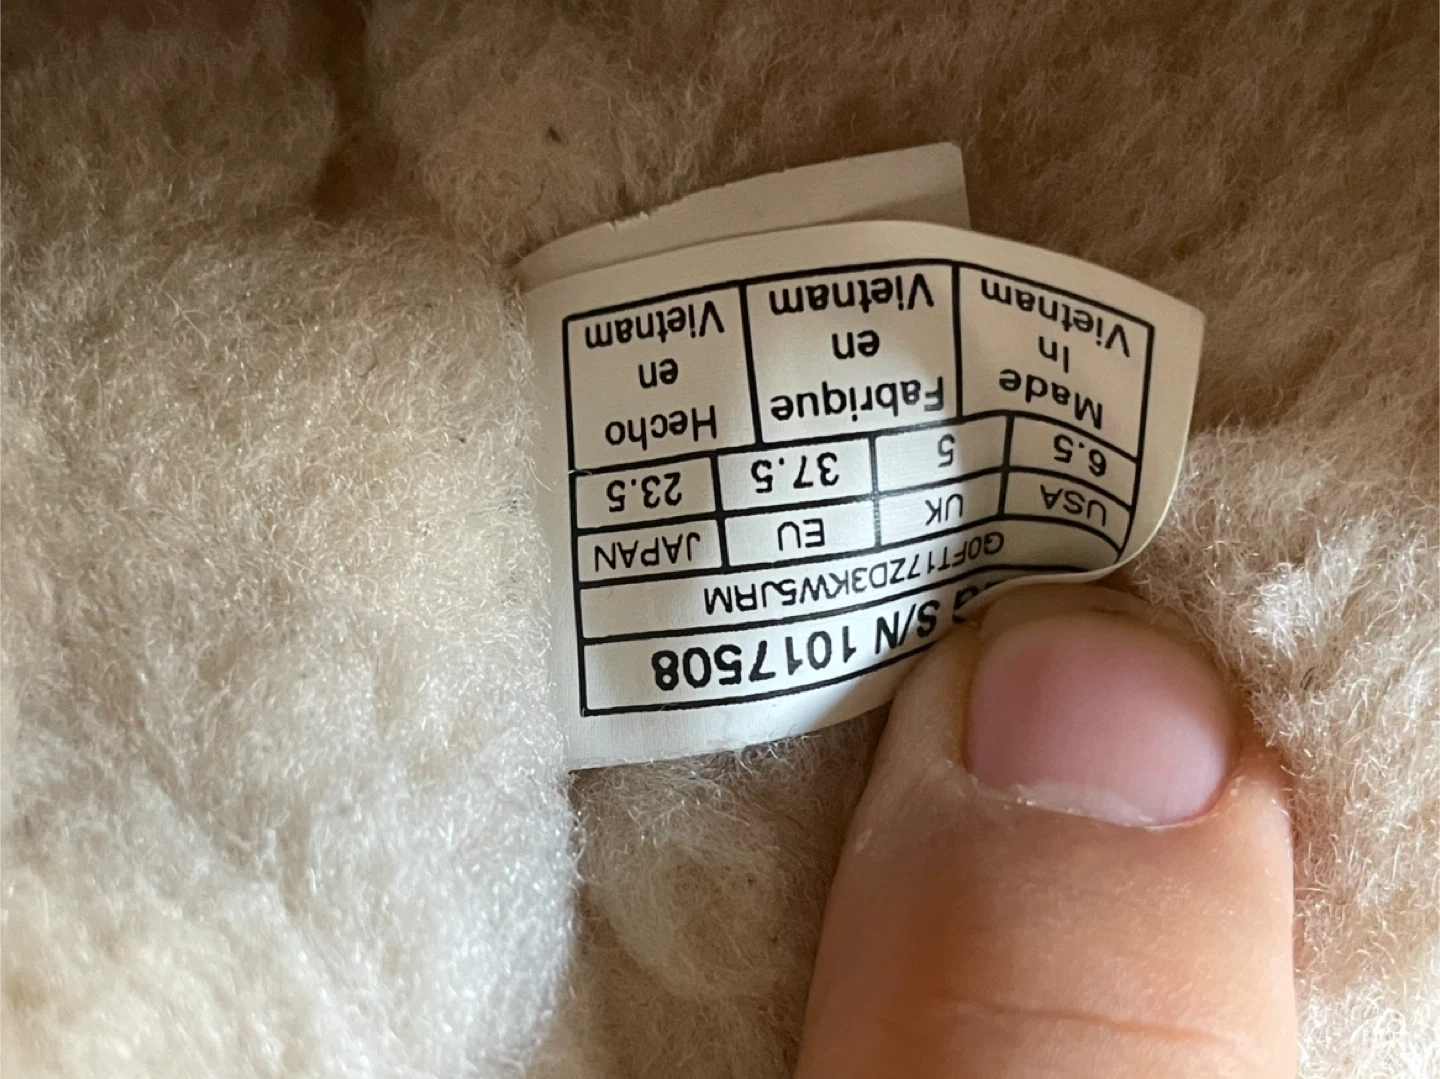 S/N 1017508
G0FT17ZD3KW5JRM
USA UK EU JAPAN
6.5 5 37.5 23.5
Made Fabrique Hecho
In en en
Vietnam Vietnam Vietnam